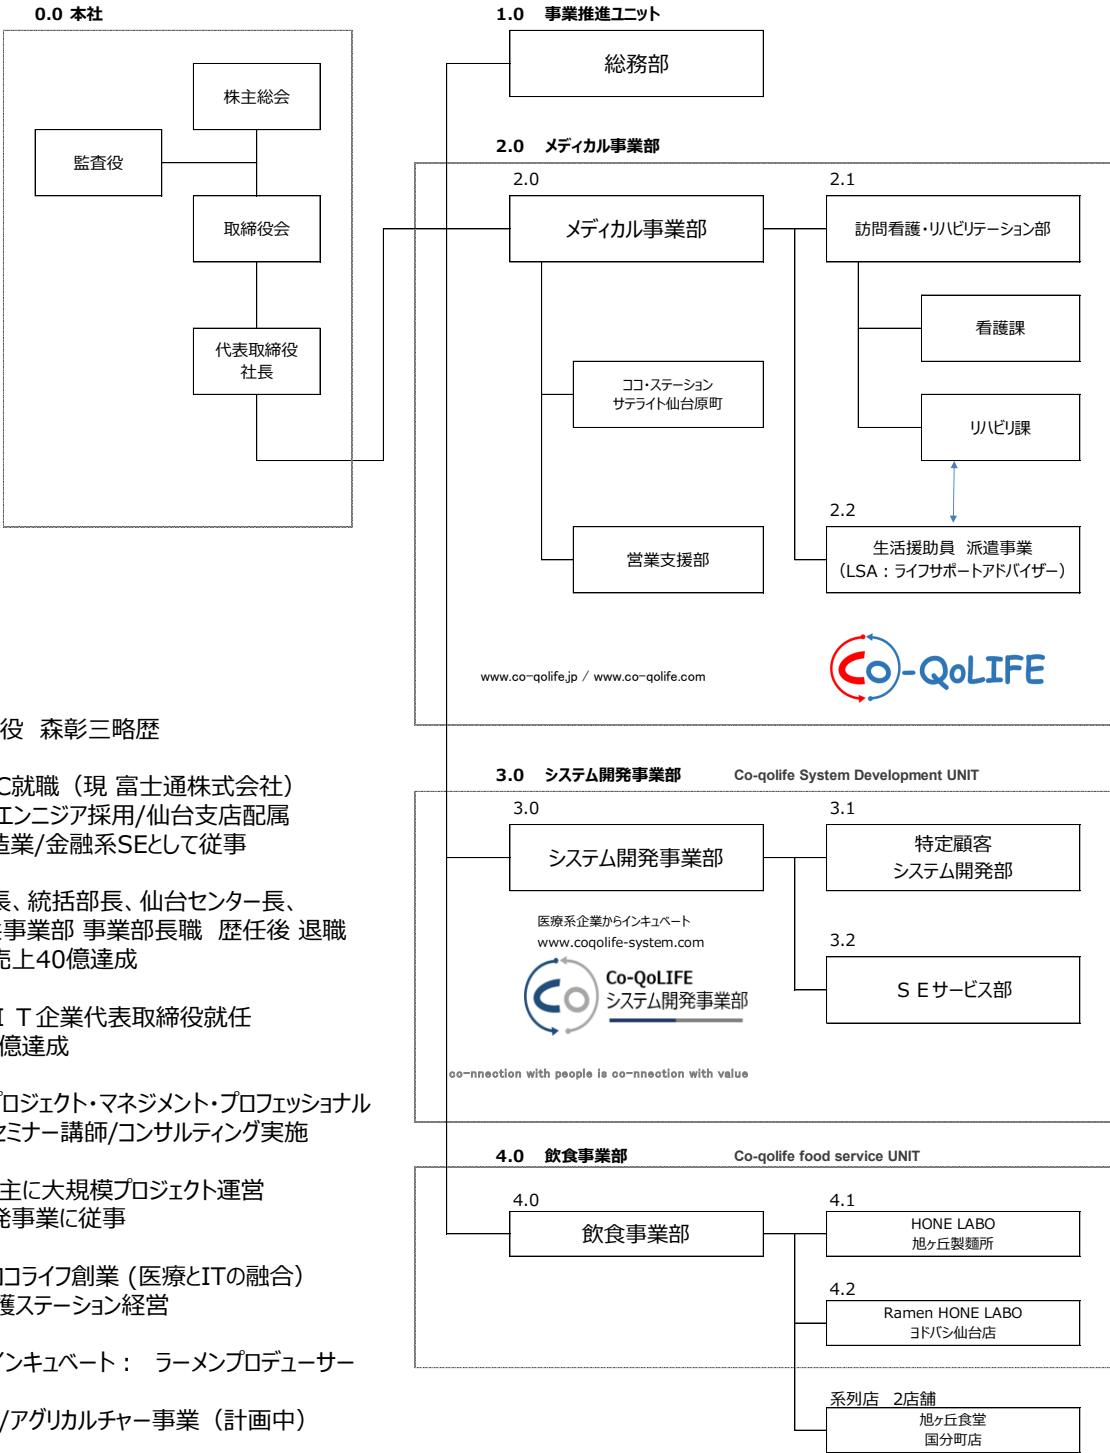 0.0 本社
株主総会
監査役
取締役会
代表取締役
社長
1.0 事業推進ユニット
総務部
2.0 メディカル事業部
2.0
メディカル事業部
2.1
訪問看護・リハビリテーション部
看護課
ココ・ステーション
サテライト仙台原町
リハビリ課
2.2
営業支援部
生活援助員 派遣事業
（LSA：ライフサポートアドバイザー）
www.co-qolife.jp / www.co-qolife.com
Co-QoLIFE
役 森彰三略歴
C就職（現 富士通株式会社）
エンニジア採用/仙台支店配属
造業/金融系SEとして従事
長、統括部長、仙台センター長、
事業部 事業部長職 歴任後 退職
売上40億達成
ＩＴ企業代表取締役就任
億達成
プロジェクト・マネジメント・プロフェッショナル
セミナー講師/コンサルティング実施
主に大規模プロジェクト運営
発事業に従事
ココライフ創業 (医療とITの融合）
護ステーション経営
インキュベート： ラーメンプロデューサー
/アグリカルチャー事業（計画中）
3.0 システム開発事業部 Co-qolife System Development UNIT
3.0
システム開発事業部
3.1
特定顧客
システム開発部
医療系企業からインキュベート
www.coqolife-system.com
Co
Co-QoLIFE
システム開発事業部
3.2
ＳＥサービス部
co-nnection with people is co-nnection with value
4.0 飲食事業部 Co-qolife food service UNIT
4.0
飲食事業部
4.1
HONE LABO
旭ヶ丘製麺所
4.2
Ramen HONE LABO
ヨドバシ仙台店
系列店 2店舗
旭ヶ丘食堂
国分町店